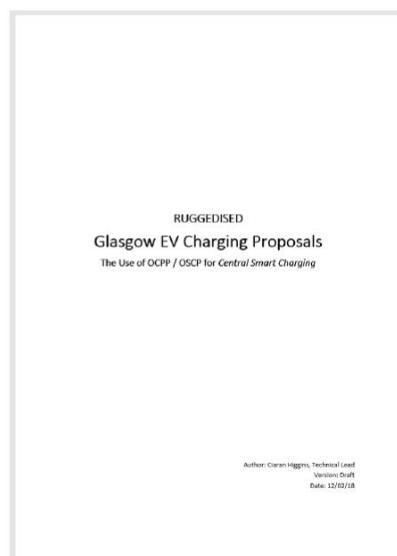 RUGGEDISED
Glasgow EV Charging Proposals
The Use of OCPP / OSCP for Central Smart Charging
Author: Ciaran Higgins, Technical Lead
Version: Draft
Date: 12/02/18